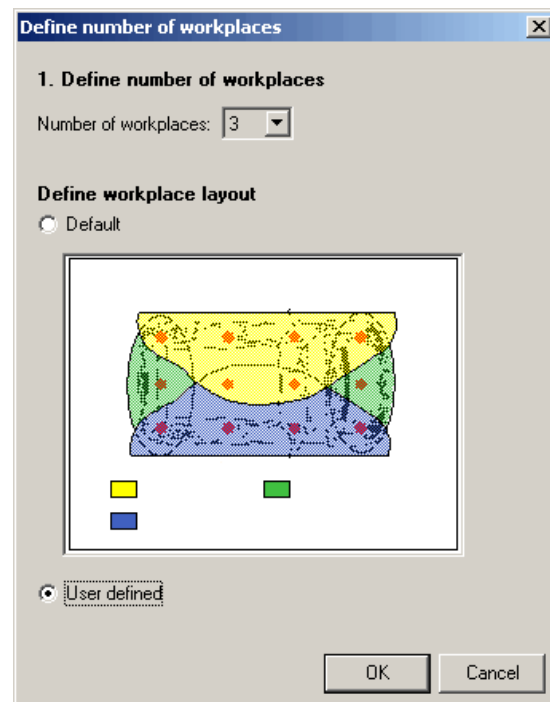 Define number of workplaces
1. Define number of workplaces
Number of workplaces: 3
Define workplace layout
Default
User defined
OK Cancel